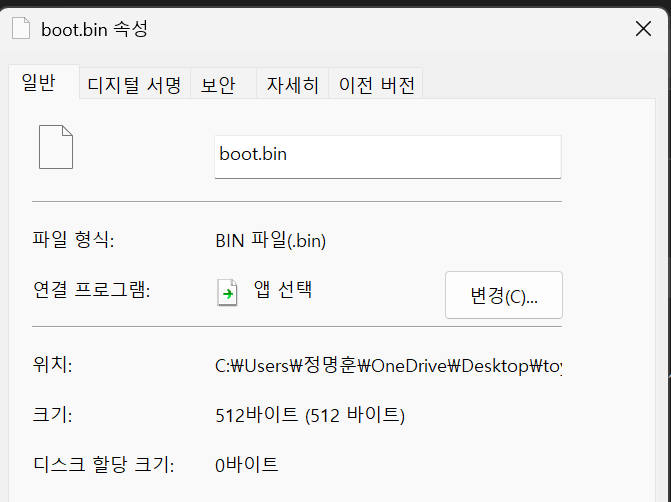 boot.bin 속성
일반 디지털 서명 보안 자세히 이전 버전
boot.bin
파일 형식: BIN 파일(.bin)
연결 프로그램: 앱 선택 변경(C)...
위치: C:₩Users₩정명훈₩OneDrive₩Desktop₩toy
크기: 512바이트 (512 바이트)
디스크 할당 크기: 0바이트